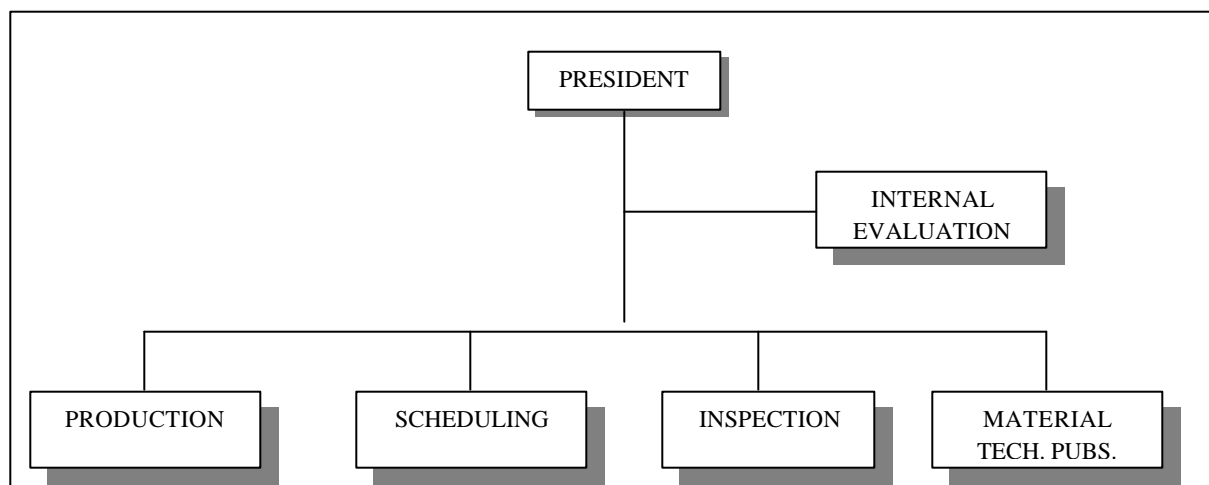 PRESIDENT
INTERNAL
EVALUATION
PRODUCTION
SCHEDULING
INSPECTION
MATERIAL
TECH. PUBS.